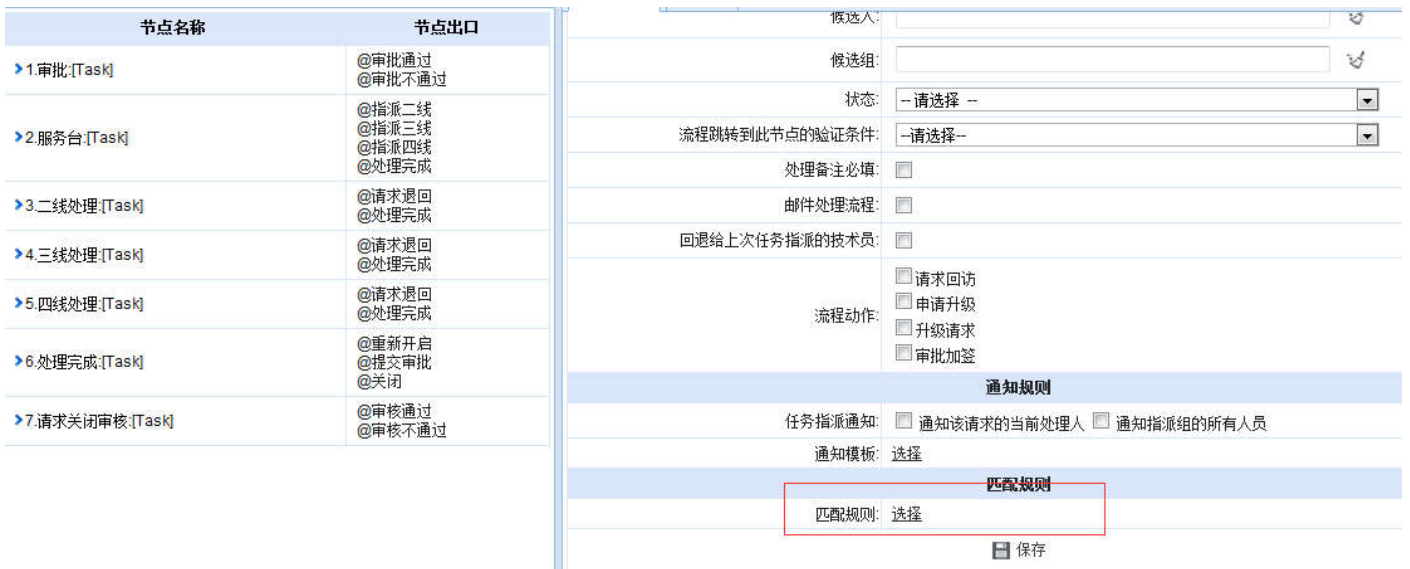 节点名称 节点出口
1.审批:[Task]
@审批通过
@审批不通过
2.服务台:[Task]
@指派二线
@指派三线
@指派四线
@处理完成
3.二线处理:[Task]
@请求退回
@处理完成
4.三线处理:[Task]
@请求退回
@处理完成
5.四线处理:[Task]
@请求退回
@处理完成
6.处理完成:[Task]
@重新开启
@提交审批
@关闭
7.请求关闭审核:[Task]
@审核通过
@审核不通过
候选人:
候选组:
状态: -- 请选择 --
流程跳转到此节点的验证条件: --请选择--
处理备注必填:
邮件处理流程:
回退给上次任务指派的技术员:
流程动作:
请求回访
申请升级
升级请求
审批加签
通知规则
任务指派通知: 通知该请求的当前处理人 通知指派组的所有人员
通知模板: 选择
匹配规则
匹配规则: 选择
保存